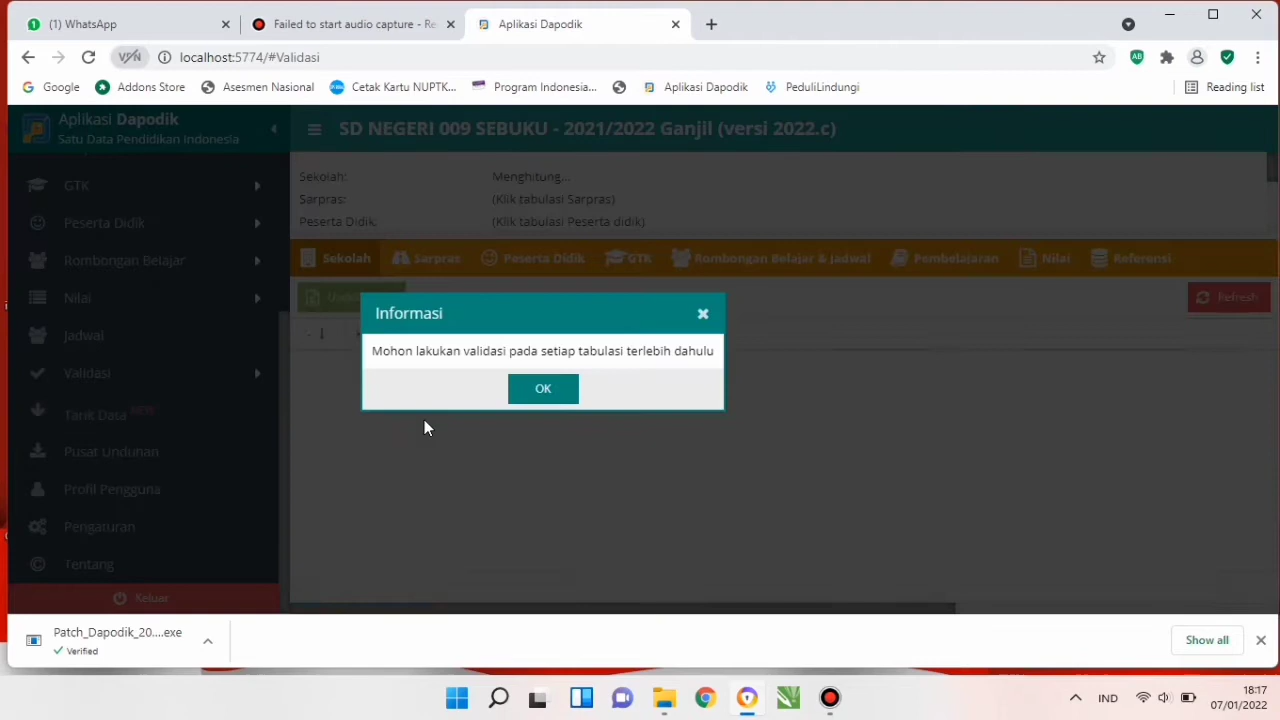 (1) WhatsApp
Failed to start audio capture - Re
Aplikasi Dapodik
VPN
localhost:5774/#Validasi
Google
Addons Store
Asesmen Nasional
Cetak Kartu NUPTK...
Program Indonesia...
Aplikasi Dapodik
PeduliLindungi
Reading list
Aplikasi Dapodik
Satu Data Pendidikan Indonesia
SD NEGERI 009 SEBUKU - 2021/2022 Ganjil (versi 2022.c)
GTK
Peserta Didik
Rombongan Belajar
Nilai
Jadwal
Validasi
Tarik Data NEW
Pusat Unduhan
Profil Pengguna
Pengaturan
Tentang
Keluar
Sekolah: Menghitung...
Sarpras: (Klik tabulasi Sarpras)
Peserta Didik: (Klik tabulasi Peserta didik)
Sekolah
Sarpras
Peserta Didik
GTK
Rombongan Belajar & Jadwal
Pembelajaran
Nilai
Referensi
Refresh
Informasi
Mohon lakukan validasi pada setiap tabulasi terlebih dahulu
OK
Patch_Dapodik_20....exe
Verified
Show all
IND
18:17
07/01/2022